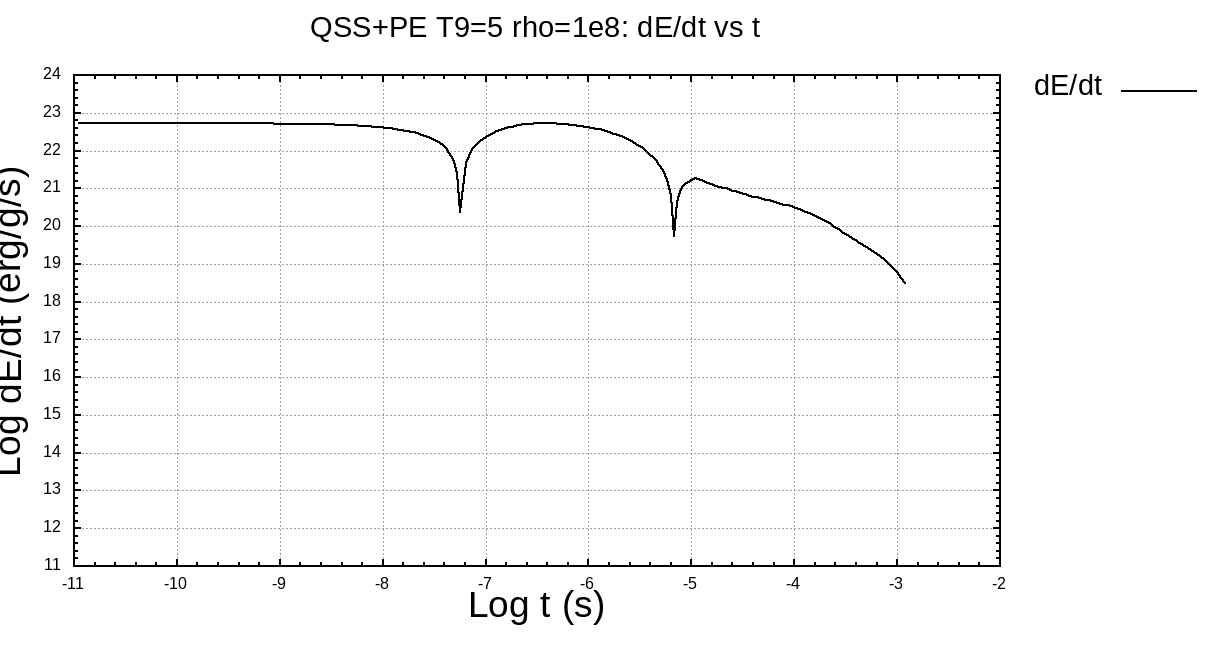 QSS+PE T9=5 rho=1e8: dE/dt vs t
dE/dt
Log dE/dt (erg/g/s)
24
23
22
21
20
19
18
17
16
15
14
13
12
11
-11 -10 -9 -8 -7 -6 -5 -4 -3 -2
Log t (s)